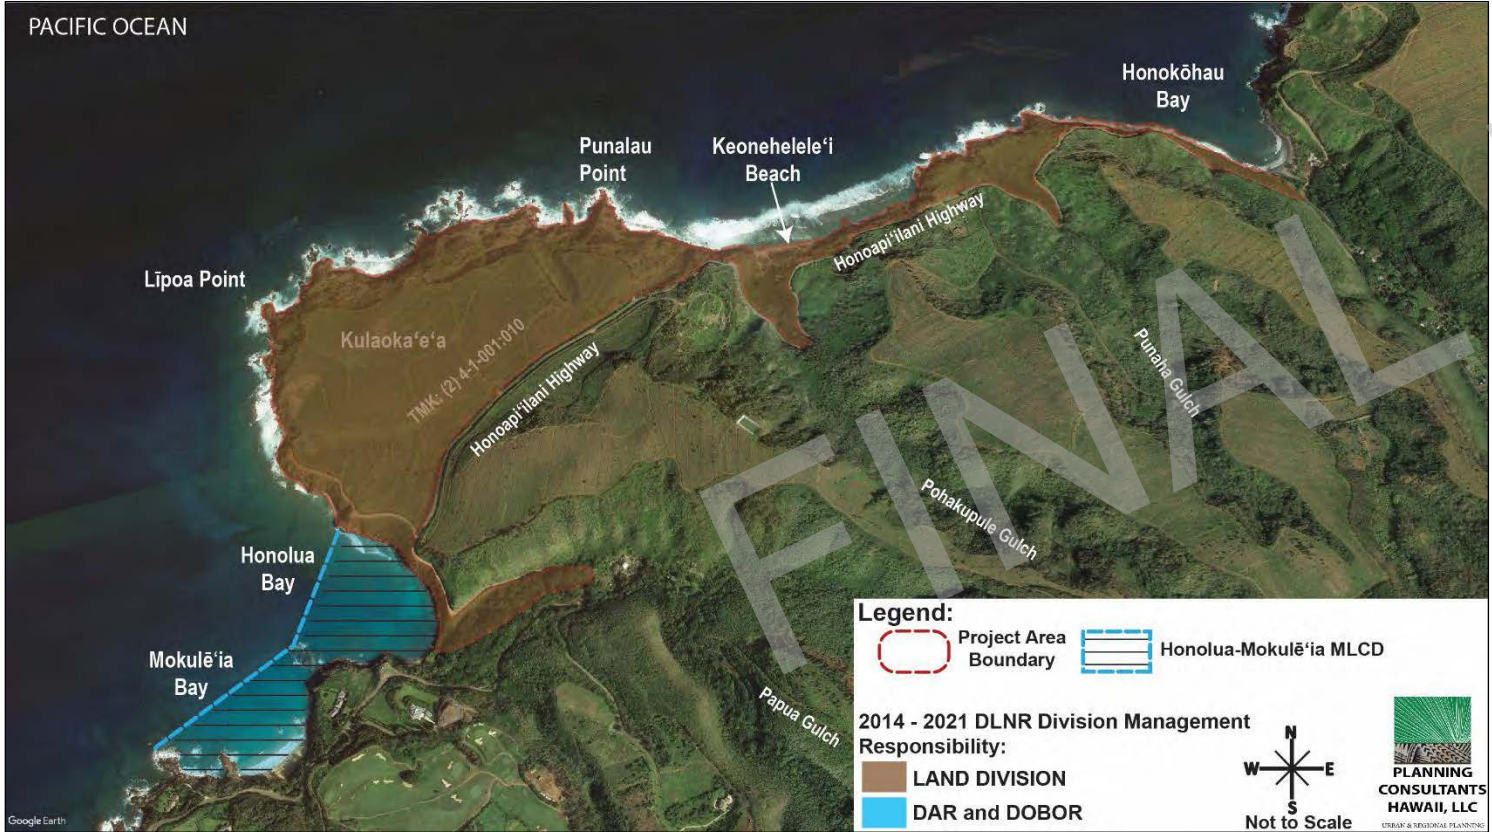 PACIFIC OCEAN
Honokōhau
Bay
Punalau
Point
Keonehelele‘i
Beach
Honoapi‘ilani Highway
Līpoa Point
Kulaoka‘e‘a
TMK: (2) 4-1-001:010
Honoapi‘ilani Highway
Punaha Gulch
FINAL
Pohakupule Gulch
Honolua
Bay
Mokulē‘ia
Bay
Papua Gulch
Legend:
Project Area
Boundary
Honolua-Mokulē‘ia MLCD
2014 - 2021 DLNR Division Management
Responsibility:
LAND DIVISION
DAR and DOBOR
N
W
E
S
Not to Scale
PLANNING
CONSULTANTS
HAWAII, LLC
URBAN & REGIONAL PLANNING
Google Earth